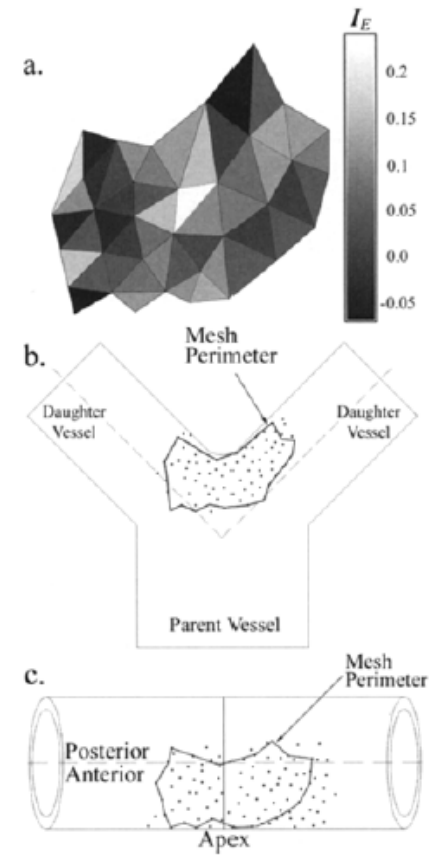 a.
I_E
0.2
0.15
0.1
0.05
0.0
-0.05
b.
Mesh
Perimeter
Daughter
Vessel
Daughter
Vessel
Parent Vessel
c.
Mesh
Perimeter
Posterior
Anterior
Apex